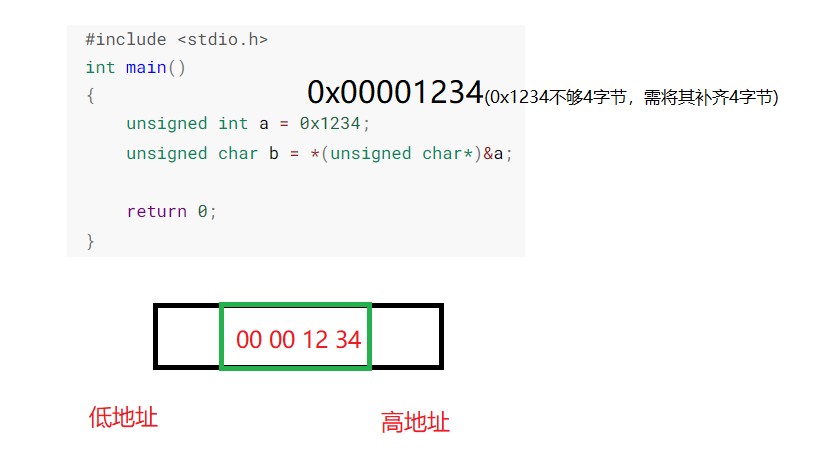 #include <stdio.h>
int main()
{
0x00001234(0x1234不够4字节，需将其补齐4字节)
unsigned int a = 0x1234;
unsigned char b = *(unsigned char*)&a;
return 0;
}
00 00 12 34
低地址
高地址